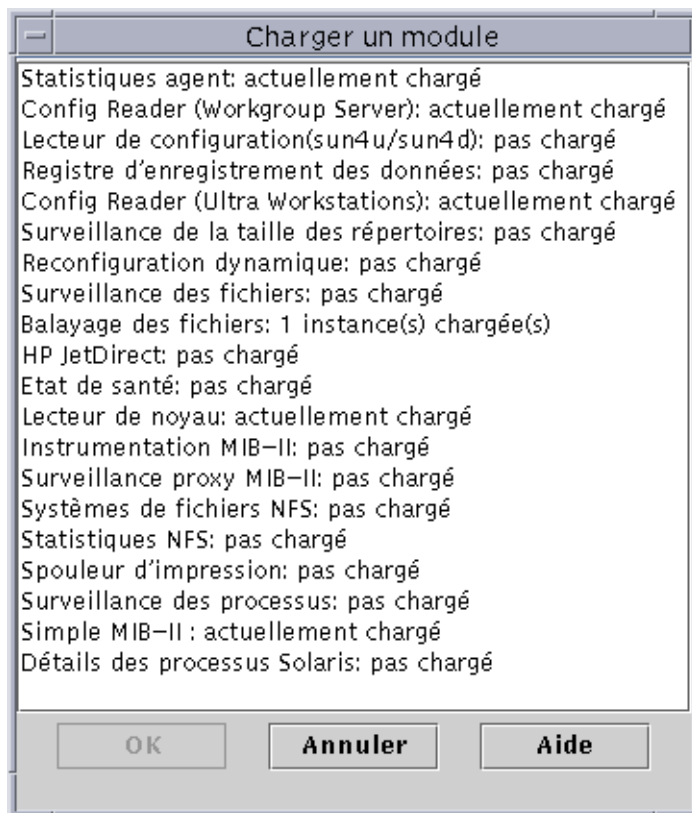 Charger un module
Statistiques agent: actuellement chargé
Config Reader (Workgroup Server): actuellement chargé
Lecteur de configuration(sun4u/sun4d): pas chargé
Registre d'enregistrement des données: pas chargé
Config Reader (Ultra Workstations): actuellement chargé
Surveillance de la taille des répertoires: pas chargé
Reconfiguration dynamique: pas chargé
Surveillance des fichiers: pas chargé
Balayage des fichiers: 1 instance(s) chargée(s)
HP JetDirect: pas chargé
Etat de santé: pas chargé
Lecteur de noyau: actuellement chargé
Instrumentation MIB-II: pas chargé
Surveillance proxy MIB-II: pas chargé
Systèmes de fichiers NFS: pas chargé
Statistiques NFS: pas chargé
Spouleur d'impression: pas chargé
Surveillance des processus: pas chargé
Simple MIB-II : actuellement chargé
Détails des processus Solaris: pas chargé
OK Annuler Aide